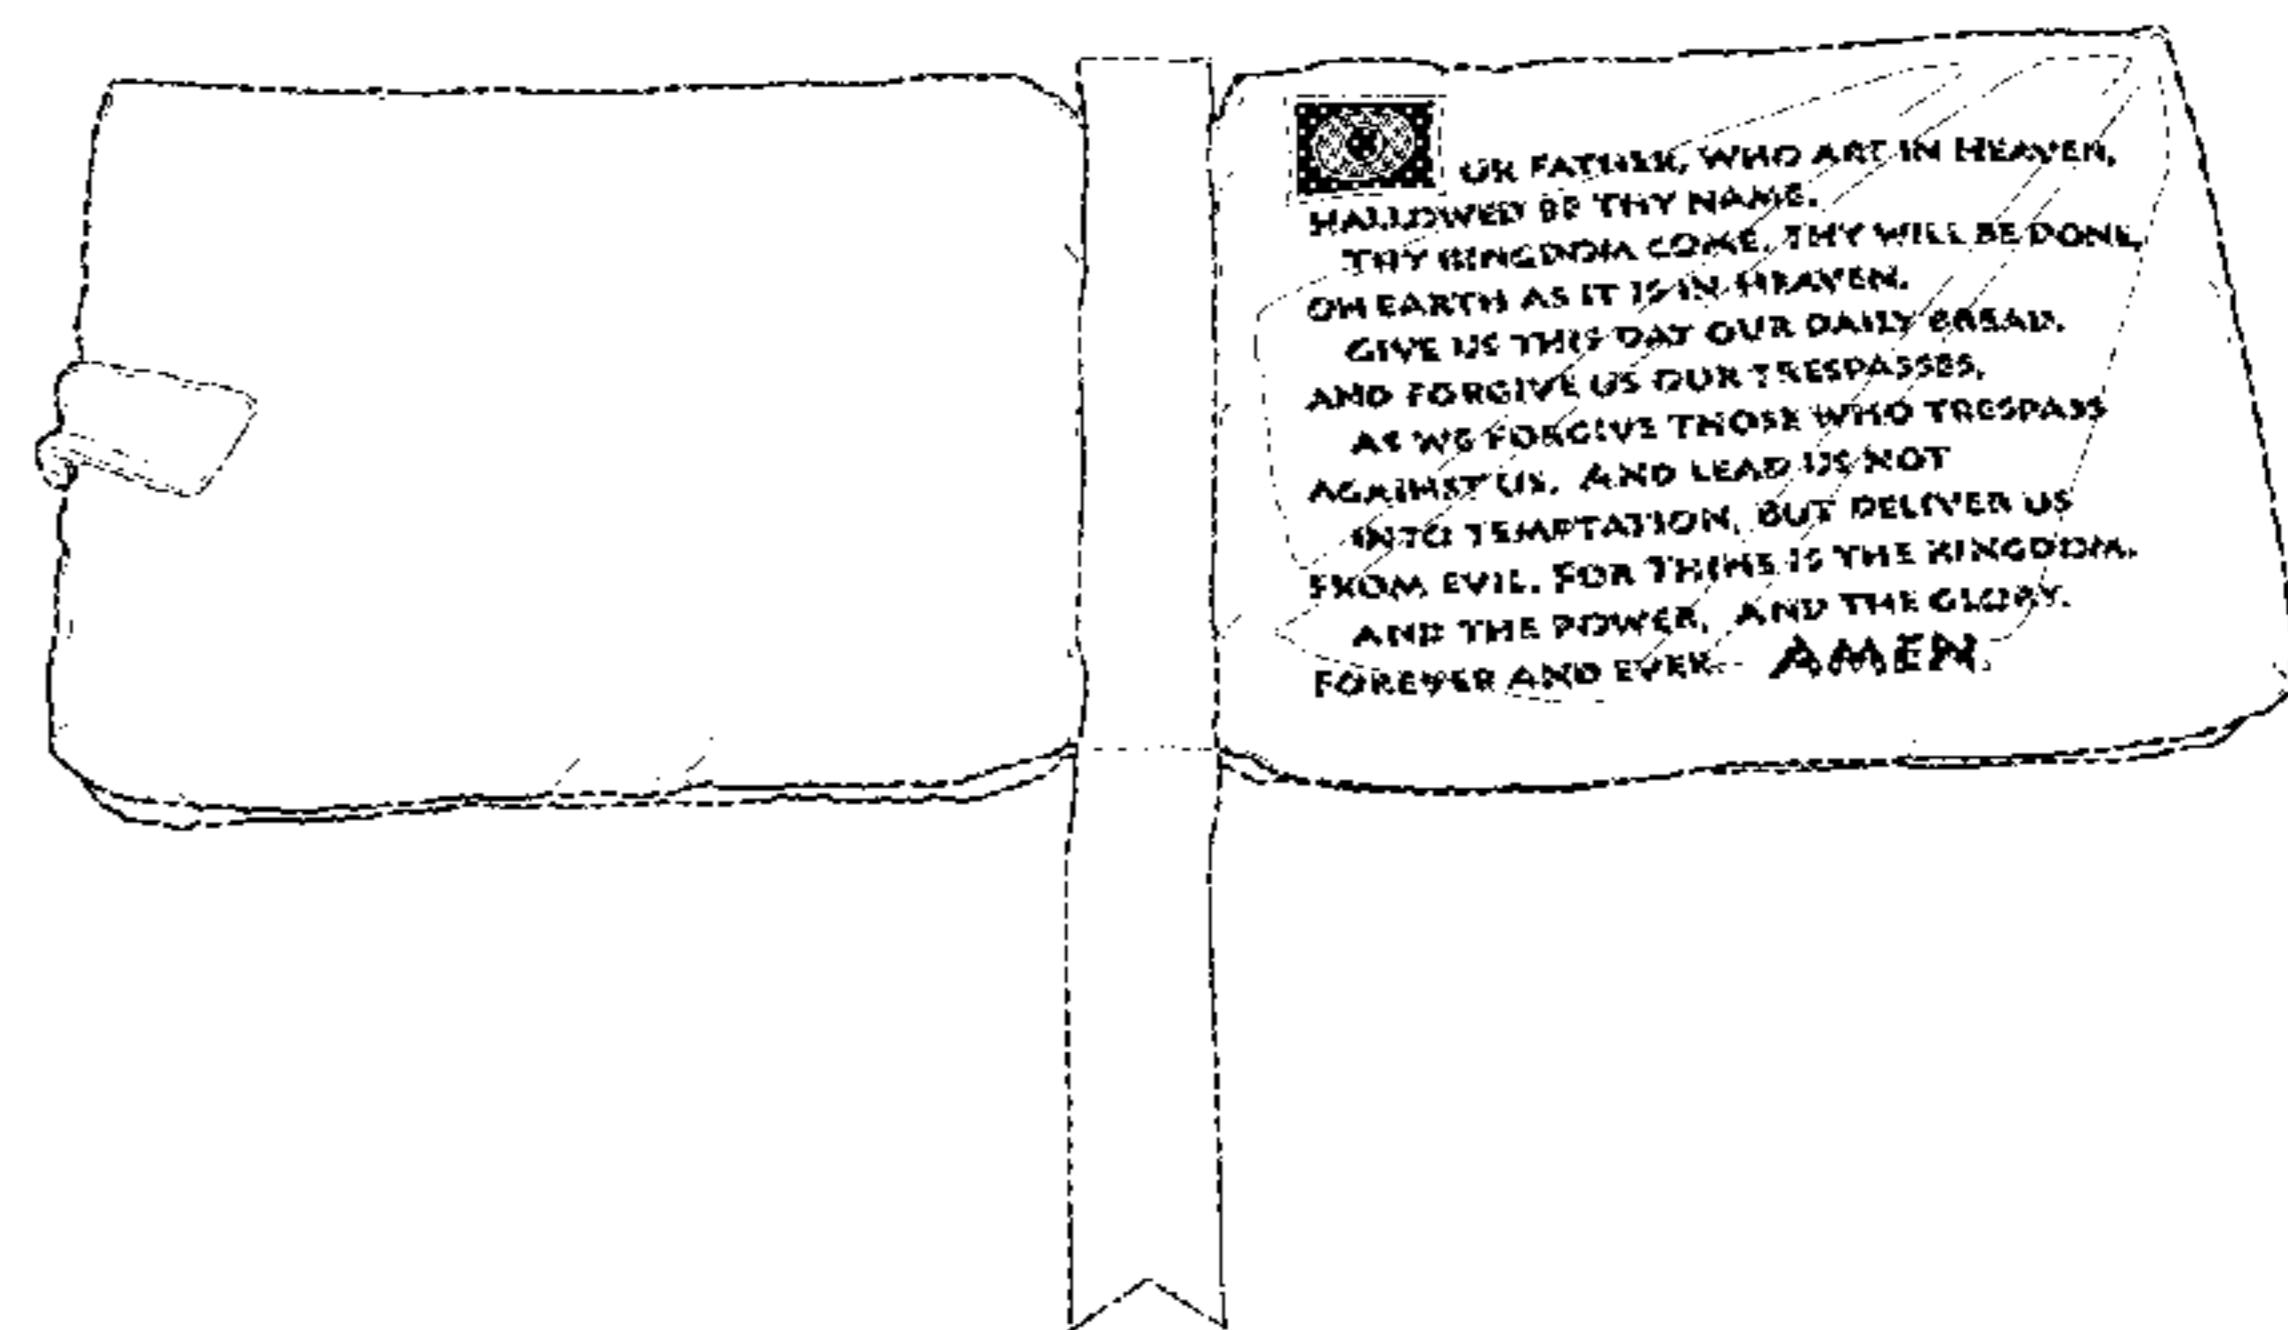 OUR FATHER, WHO ART IN HEAVEN,
HALLOWED BE THY NAME.
THY KINGDOM COME, THY WILL BE DONE,
ON EARTH AS IT IS IN HEAVEN.
GIVE US THIS DAY OUR DAILY BREAD,
AND FORGIVE US OUR TRESPASSES,
AS WE FORGIVE THOSE WHO TRESPASS
AGAINST US. AND LEAD US NOT
INTO TEMPTATION, BUT DELIVER US
FROM EVIL. FOR THINE IS THE KINGDOM,
AND THE POWER, AND THE GLORY,
FOREVER AND EVER. AMEN.